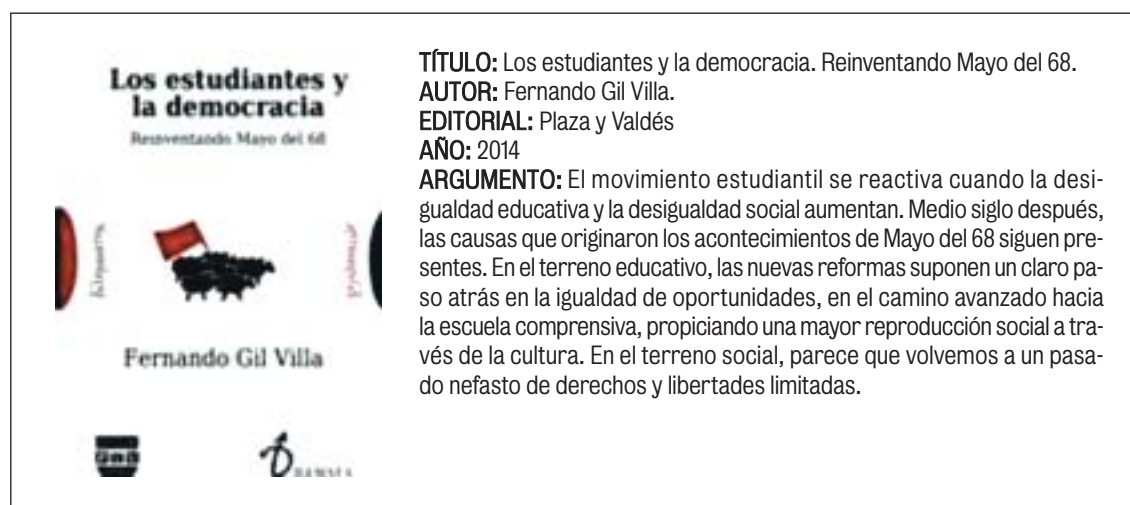 Los estudiantes y
la democracia
Reinventando Mayo del 68
Fernando Gil Villa
TÍTULO: Los estudiantes y la democracia. Reinventando Mayo del 68.
AUTOR: Fernando Gil Villa.
EDITORIAL: Plaza y Valdés
AÑO: 2014
ARGUMENTO: El movimiento estudiantil se reactiva cuando la desi-
gualdad educativa y la desigualdad social aumentan. Medio siglo después,
las causas que originaron los acontecimientos de Mayo del 68 siguen pre-
sentes. En el terreno educativo, las nuevas reformas suponen un claro pa-
so atrás en la igualdad de oportunidades, en el camino avanzado hacia
la escuela comprensiva, propiciando una mayor reproducción social a tra-
vés de la cultura. En el terreno social, parece que volvemos a un pasa-
do nefasto de derechos y libertades limitadas.